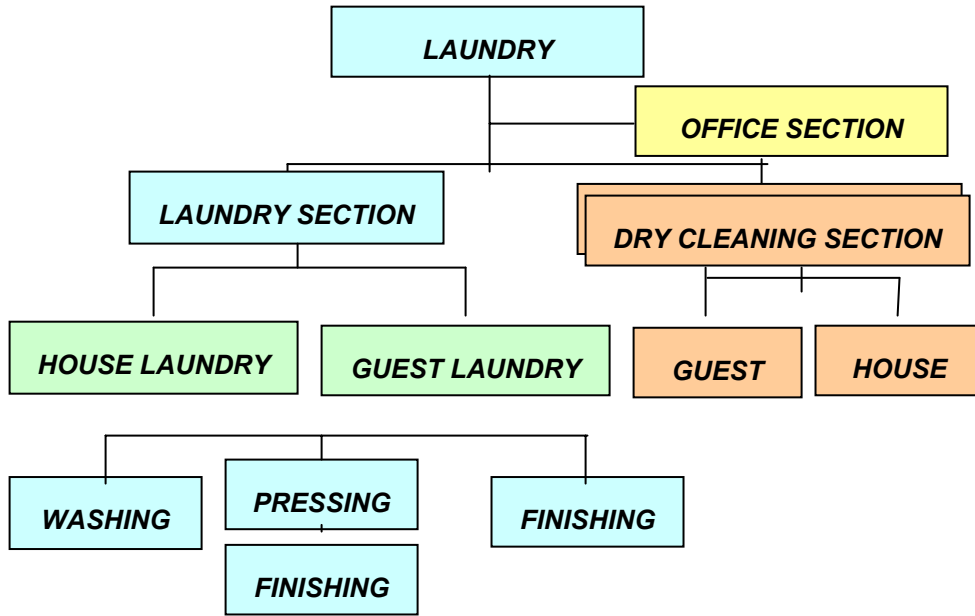 LAUNDRY
OFFICE SECTION
LAUNDRY SECTION
DRY CLEANING SECTION
HOUSE LAUNDRY
GUEST LAUNDRY
GUEST
HOUSE
WASHING
PRESSING
FINISHING
FINISHING